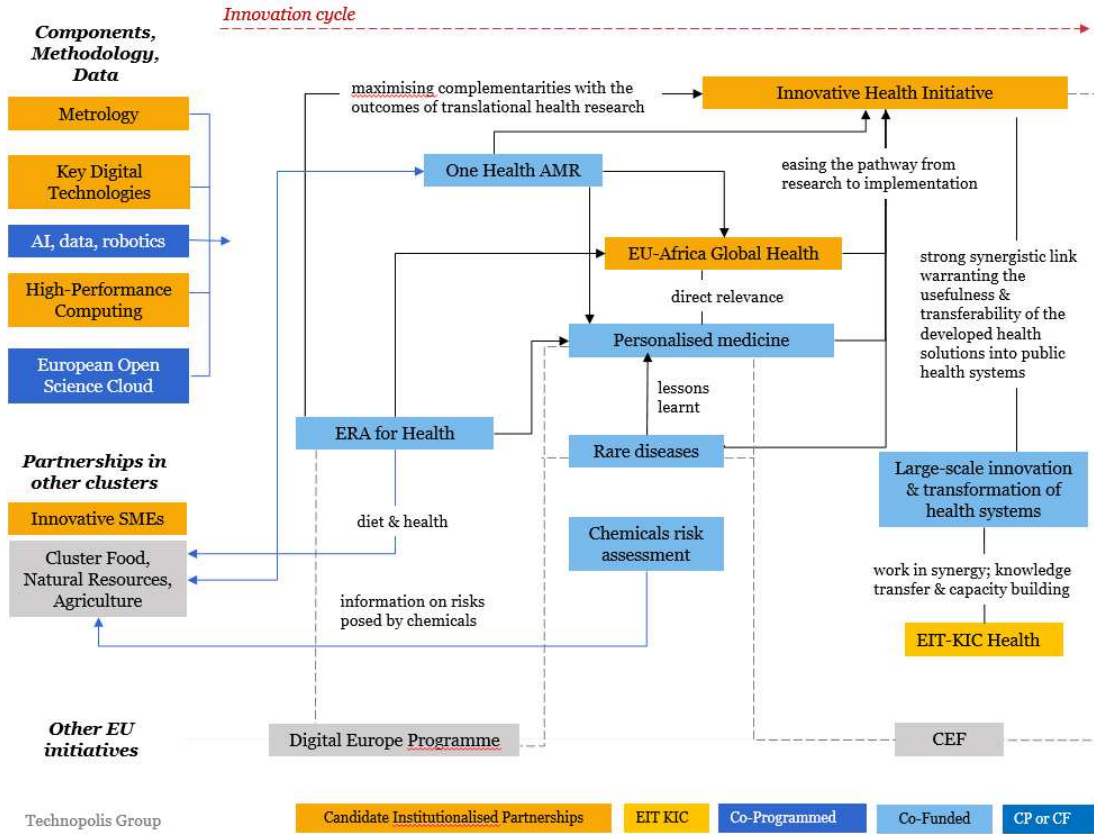 Innovation cycle
Components,
Methodology,
Data
Metrology
Key Digital
Technologies
AI, data, robotics
High-Performance
Computing
European Open
Science Cloud
Partnerships in
other clusters
Innovative SMEs
Cluster Food,
Natural Resources,
Agriculture
Other EU
initiatives
maximising complementarities with the
outcomes of translational health research
Innovative Health Initiative
One Health AMR
easing the pathway from
research to implementation
EU-Africa Global Health
direct relevance
Personalised medicine
strong synergistic link
warranting the
usefulness &
transferability of the
developed health
solutions into public
health systems
lessons
learnt
ERA for Health
Rare diseases
Large-scale innovation
& transformation of
health systems
diet & health
Chemicals risk
assessment
work in synergy; knowledge
transfer & capacity building
information on risks
posed by chemicals
EIT-KIC Health
Digital Europe Programme
CEF
Technopolis Group
Candidate Institutionalised Partnerships
EIT KIC
Co-Programmed
Co-Funded
CP or CF